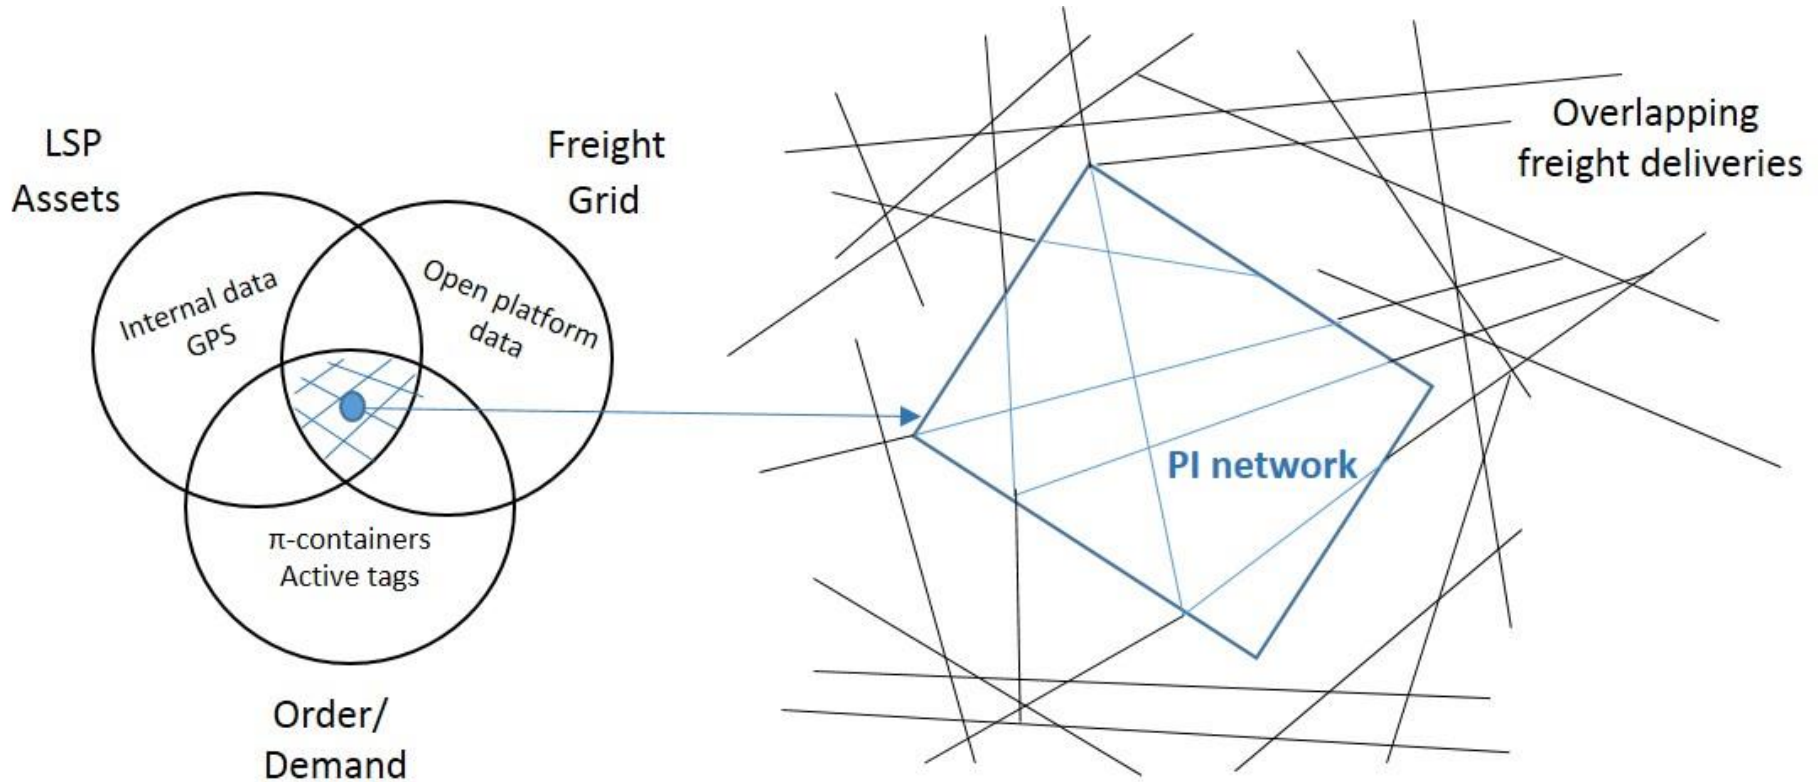 LSP
Assets
Freight
Grid
Internal data
GPS
Open platform
data
π-containers
Active tags
Order/
Demand
Overlapping
freight deliveries
PI network